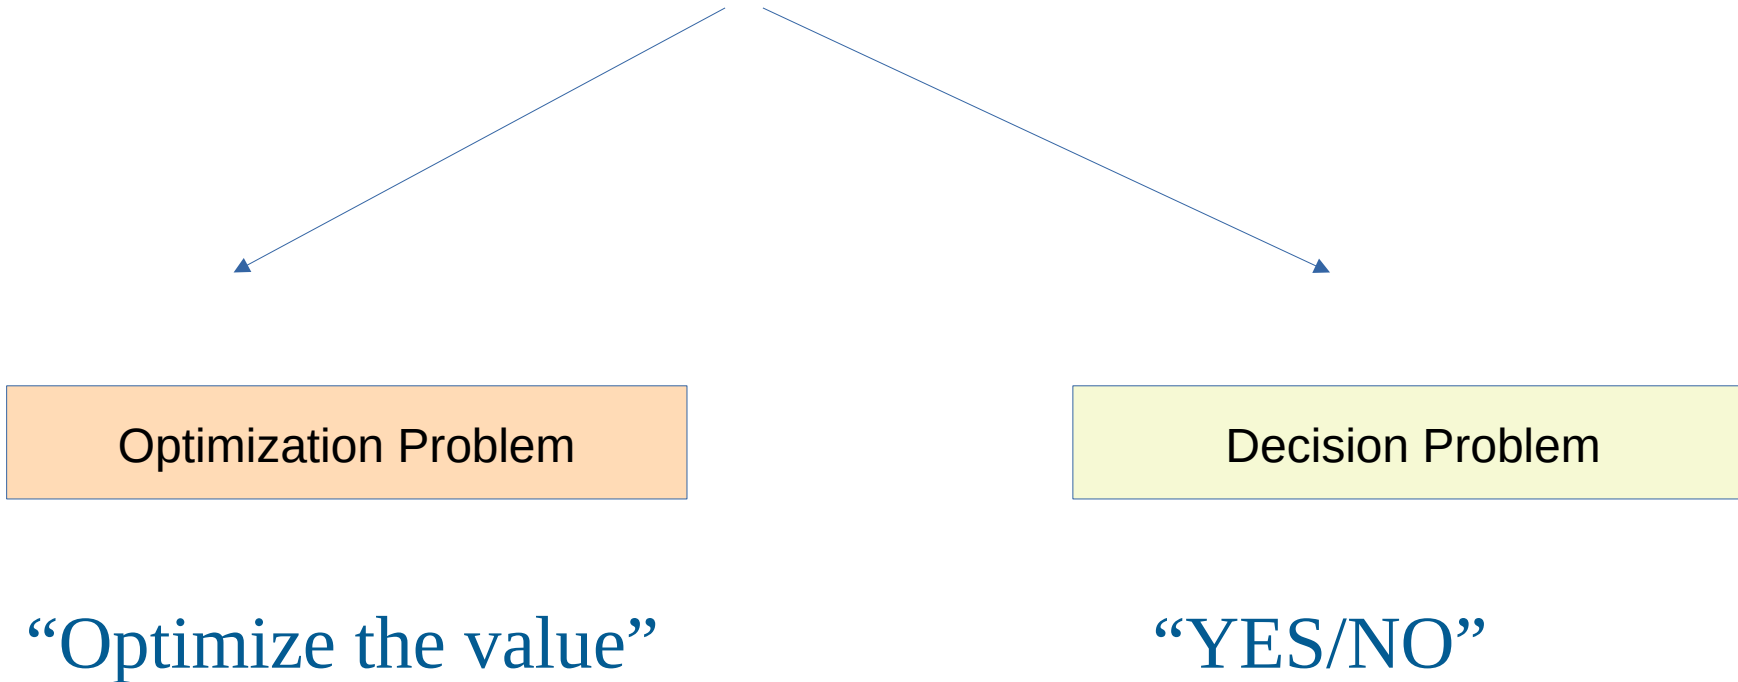 Optimization Problem
Decision Problem
“Optimize the value”
“YES/NO”